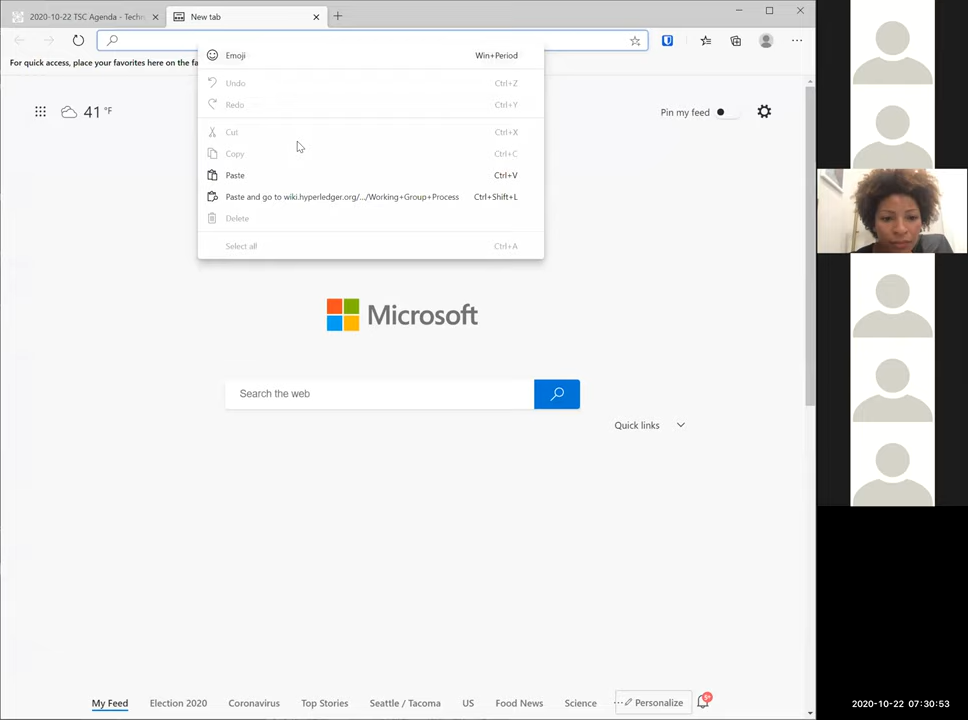 2020-10-22 TSC Agenda - Techn
New tab
For quick access, place your favorites here on the fa
Emoji Win+Period
Undo Ctrl+Z
Redo Ctrl+Y
Cut Ctrl+X
Copy Ctrl+C
Paste Ctrl+V
Paste and go to wiki.hyperledger.org/.../Working+Group+Process Ctrl+Shift+L
Delete
Select all Ctrl+A
41 °F
Pin my feed
Microsoft
Search the web
Quick links
My Feed Election 2020 Coronavirus Top Stories Seattle / Tacoma US Food News Science ... Personalize
2020-10-22 07:30:53